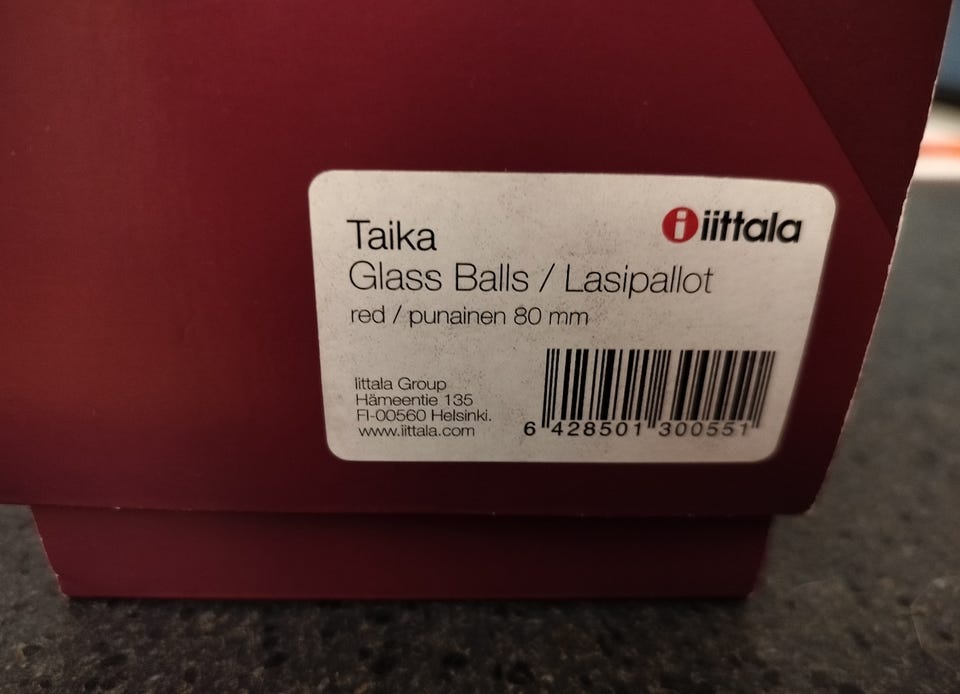 Taika
iittala
Glass Balls / Lasipallot
red / punainen 80 mm
Iittala Group
Hämeentie 135
FI-00560 Helsinki.
www.iittala.com
6 428501 300551